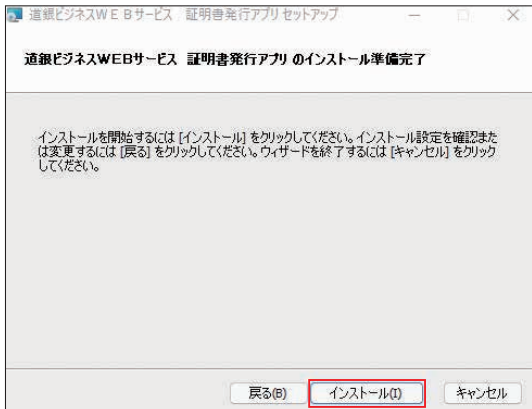 道銀ビジネスWEBサービス 証明書発行アプリ セットアップ
道銀ビジネスWEBサービス 証明書発行アプリ のインストール準備完了
インストールを開始するには [インストール] をクリックしてください。インストール設定を確認また
は変更するには [戻る] をクリックしてください。ウィザードを終了するには [キャンセル] をクリック
してください。
戻る(B) インストール(I) キャンセル